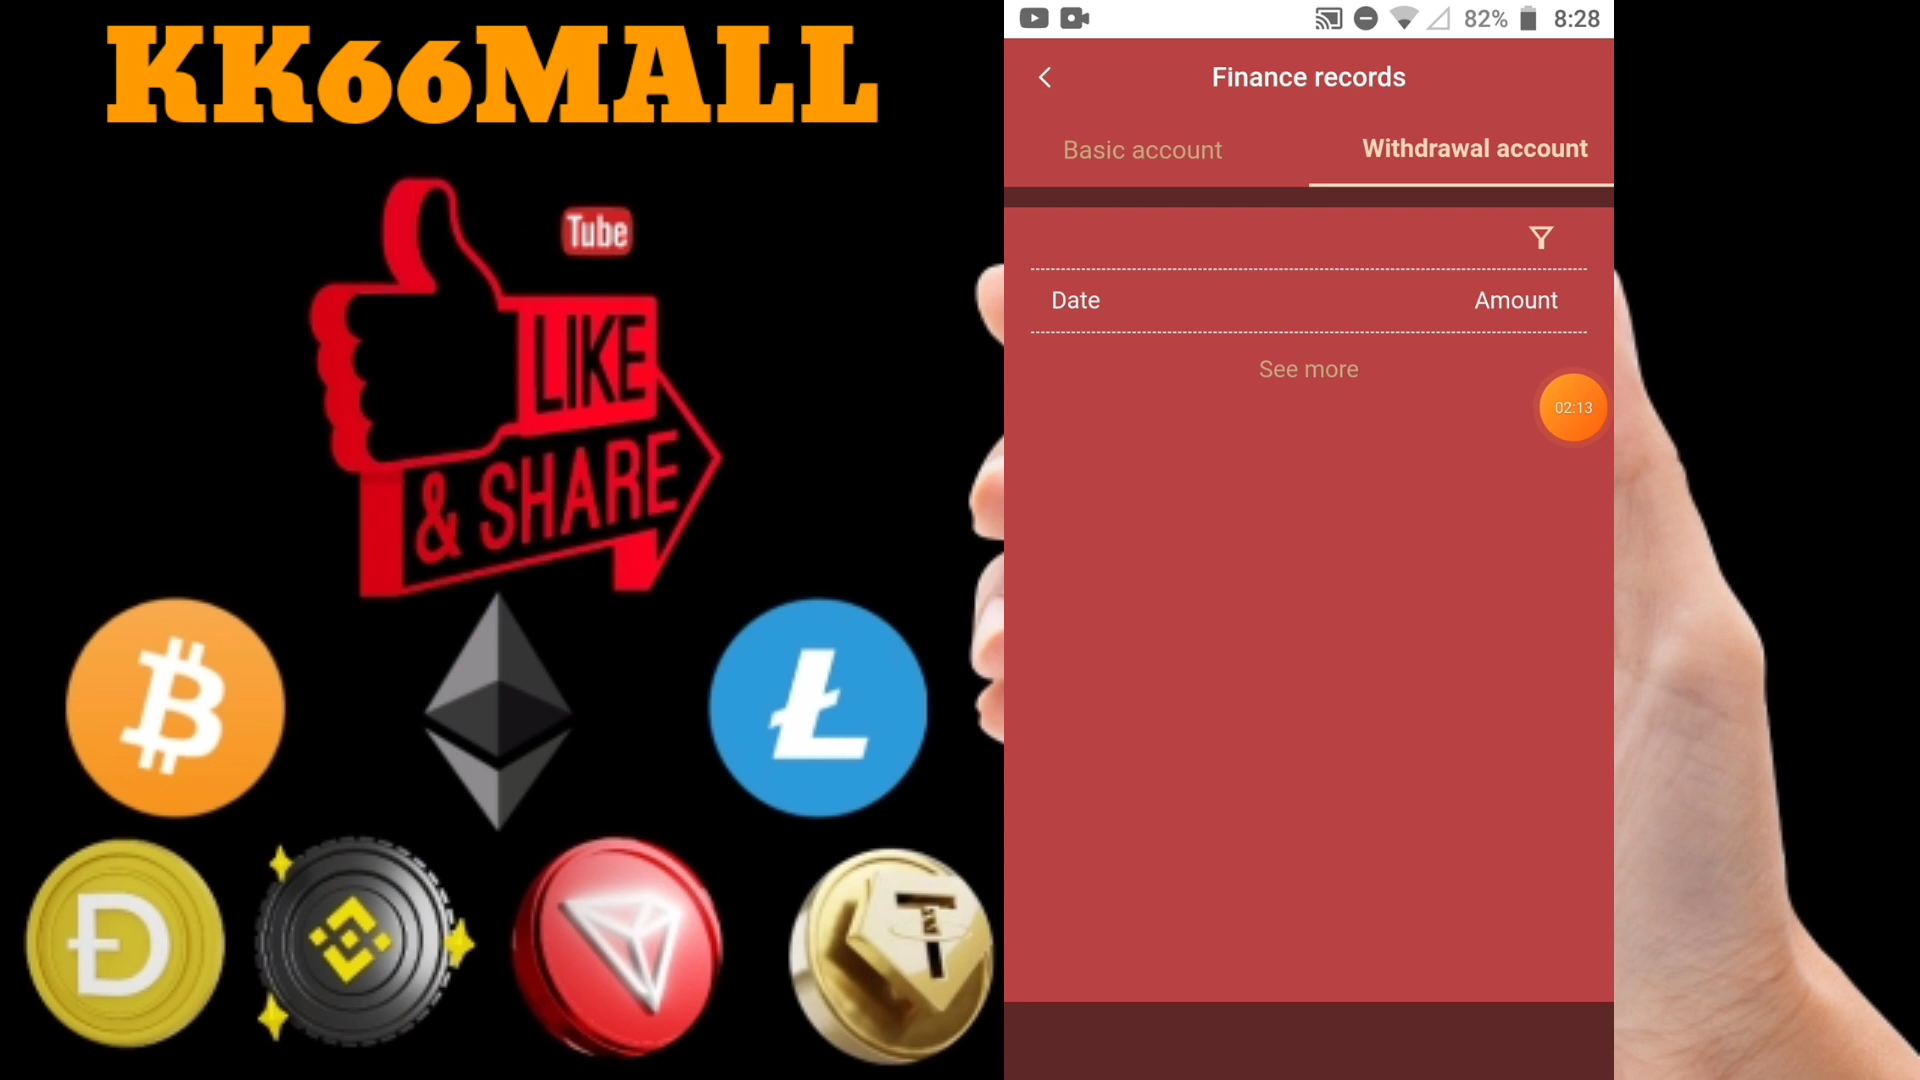 KK66MALL
Tube
LIKE
& SHARE
82% 8:28
Finance records
Basic account
Withdrawal account
Date
Amount
See more
02:13